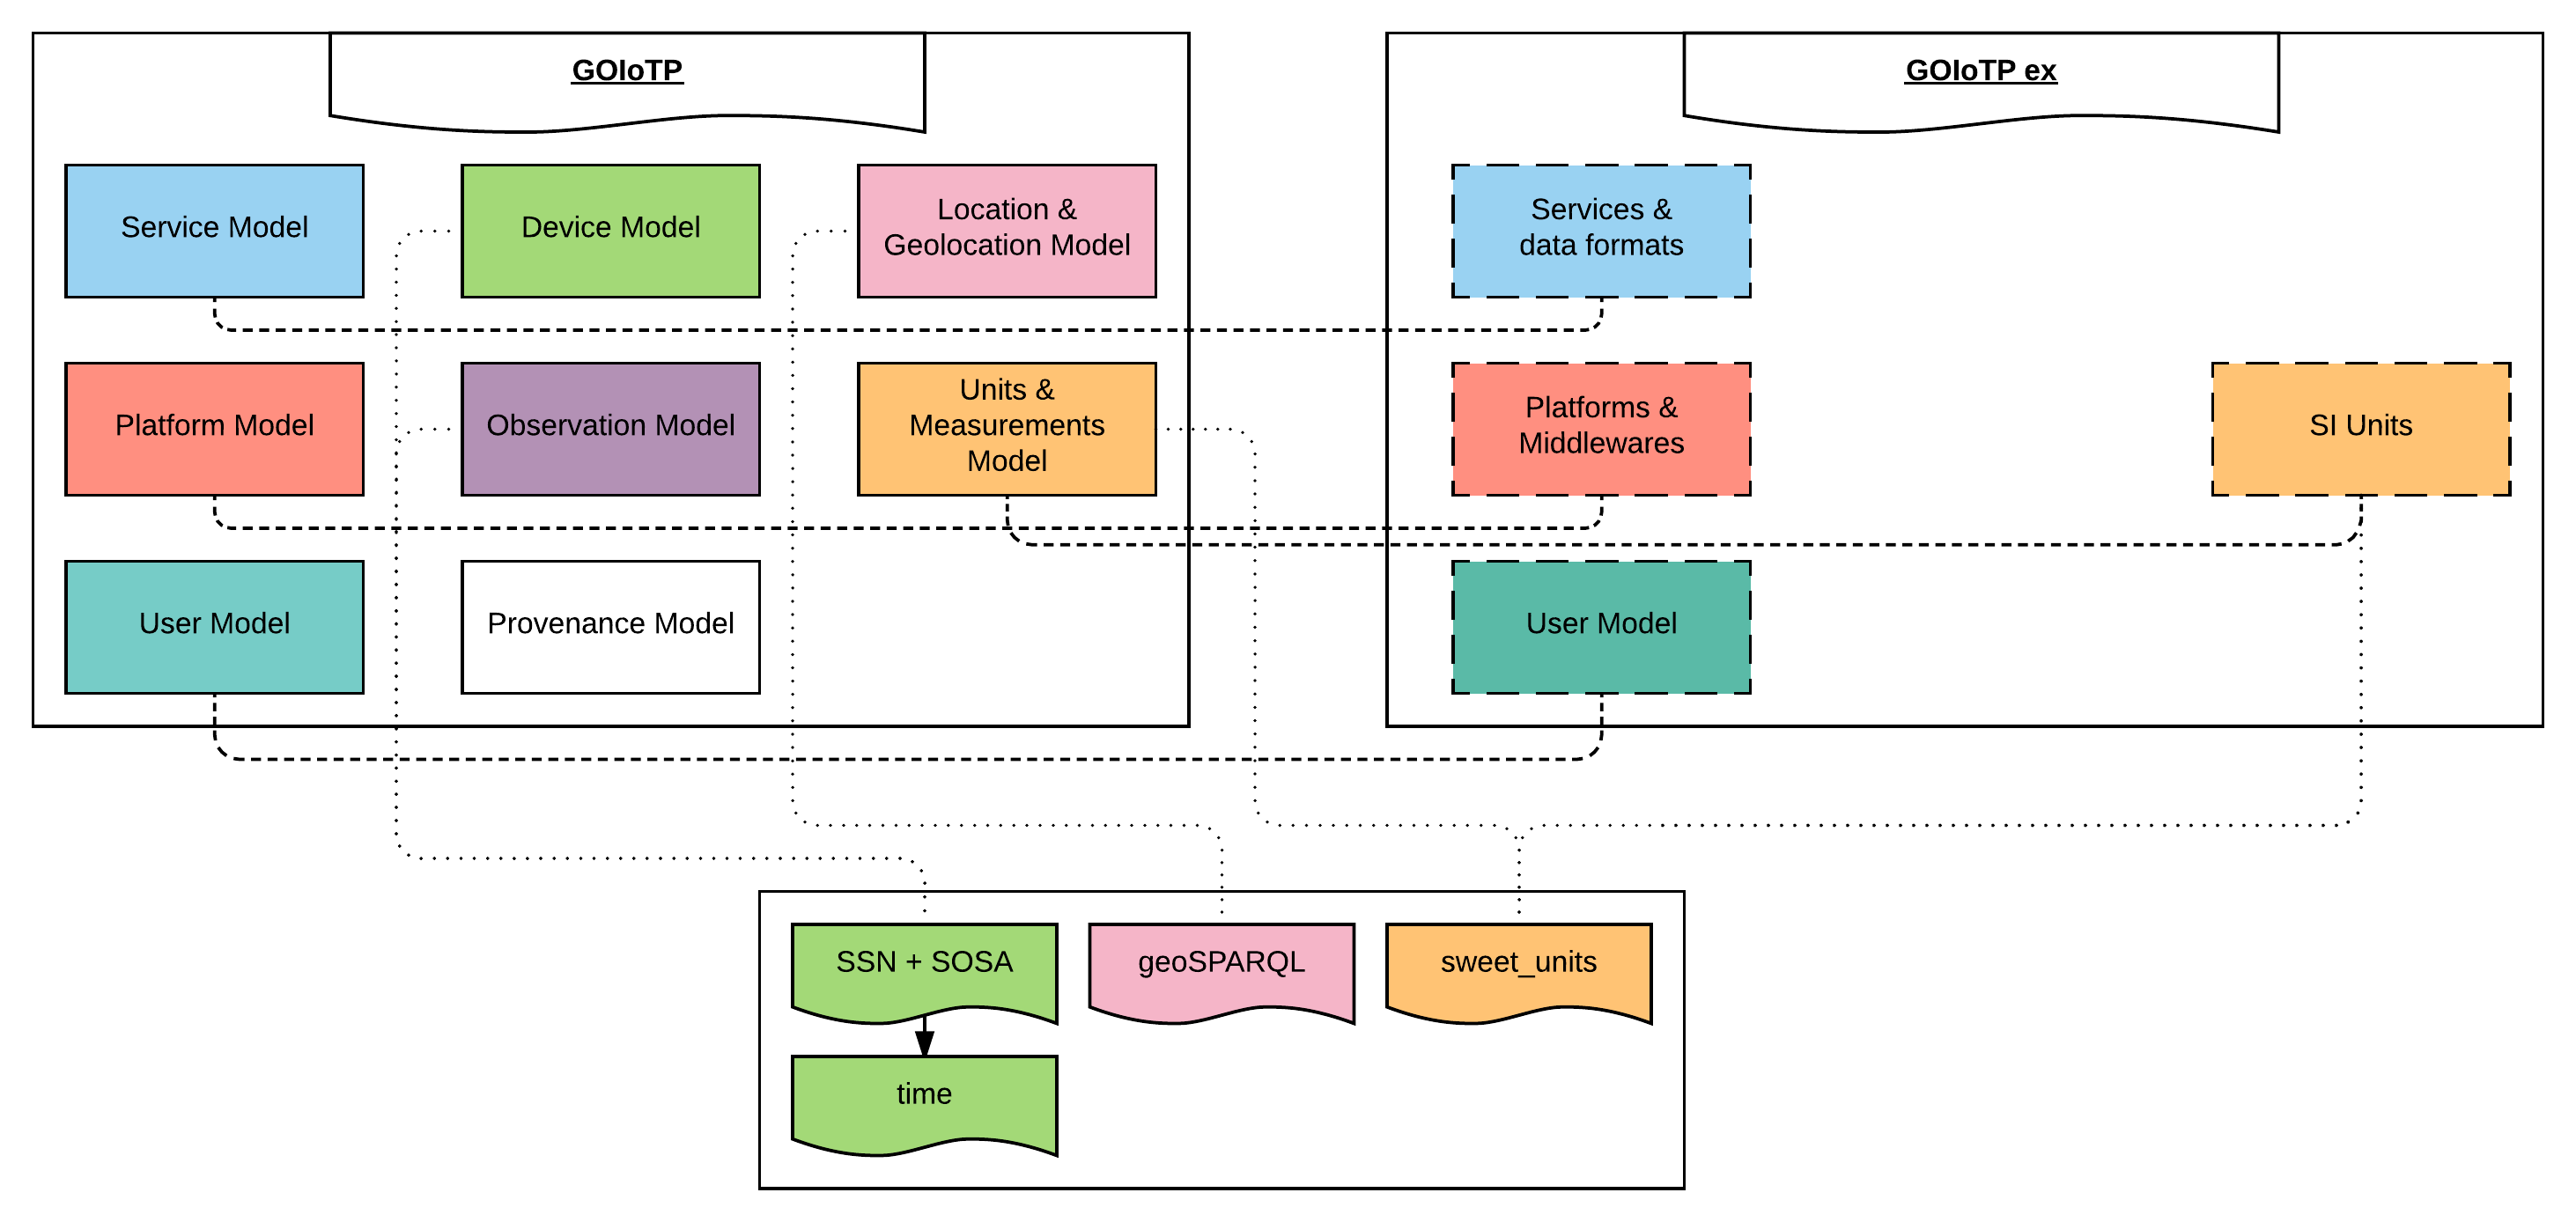 GOIoTP
GOIoTP ex
Service Model
Device Model
Location &
Geolocation Model
Services &
data formats
Platform Model
Observation Model
Units &
Measurements
Model
Platforms &
Middlewares
SI Units
User Model
Provenance Model
User Model
SSN + SOSA
geoSPARQL
sweet_units
time